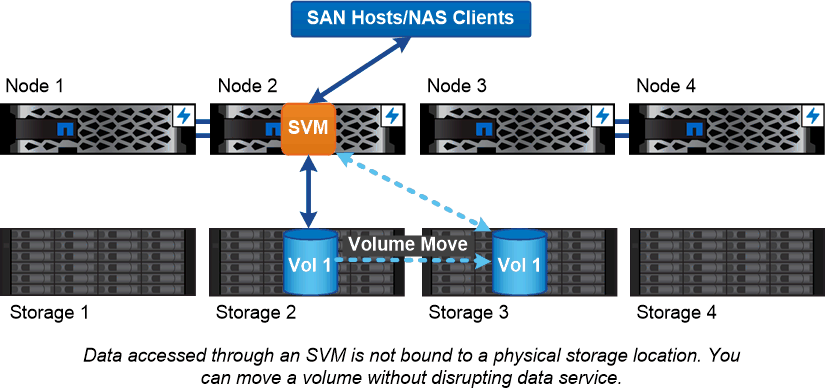 SAN Hosts/NAS Clients
Node 1
Node 2
Node 3
Node 4
SVM
Volume Move
Vol 1
Vol 1
Storage 1
Storage 2
Storage 3
Storage 4
Data accessed through an SVM is not bound to a physical storage location. You
can move a volume without disrupting data service.